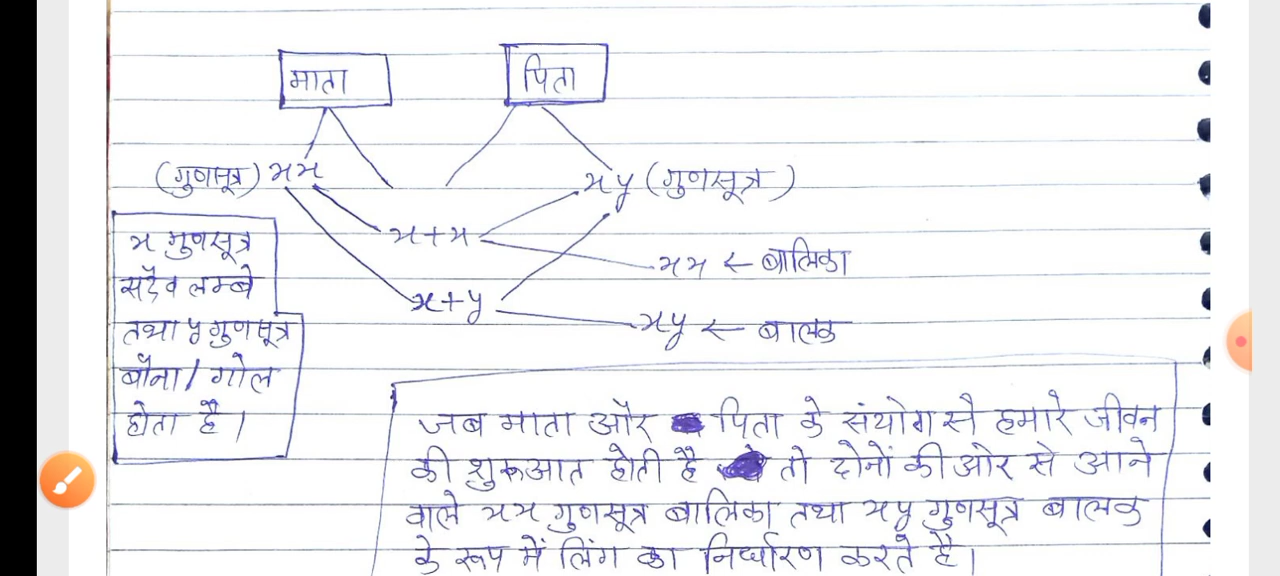 माता पिता
(गुणसूत्र) xx xy (गुणसूत्र)
x+x
xx ← बालिका
x+y
xy ← बालक
x गुणसूत्र
सदैव लम्बे
तथा y गुणसूत्र
बौना / गोल
होता है।
जब माता और पिता के संयोग से हमारे जीवन
की शुरूआत होती है तो दोनों की ओर से आने
वाले xx गुणसूत्र बालिका तथा xy गुणसूत्र बालक
के रूप में लिंग का निर्धारण करते है।